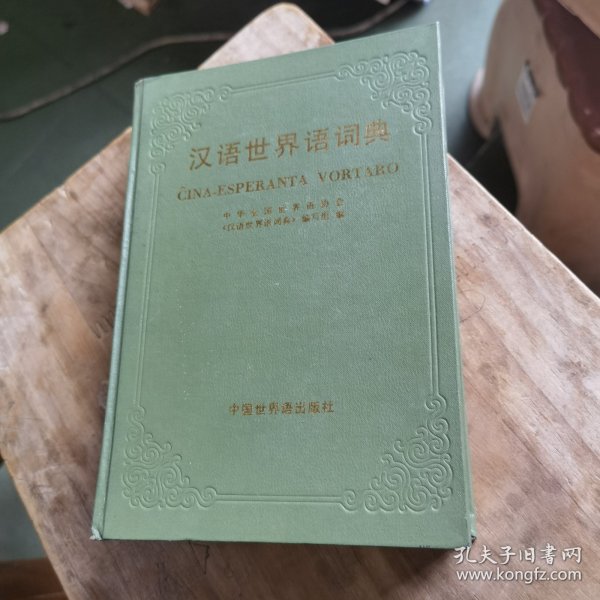 汉语世界语词典
ĈINA-ESPERANTA VORTARO
中华全国世界语协会
《汉语世界语词典》编写组 编
中国世界语出版社
孔夫子旧书网
www.kongfz.com